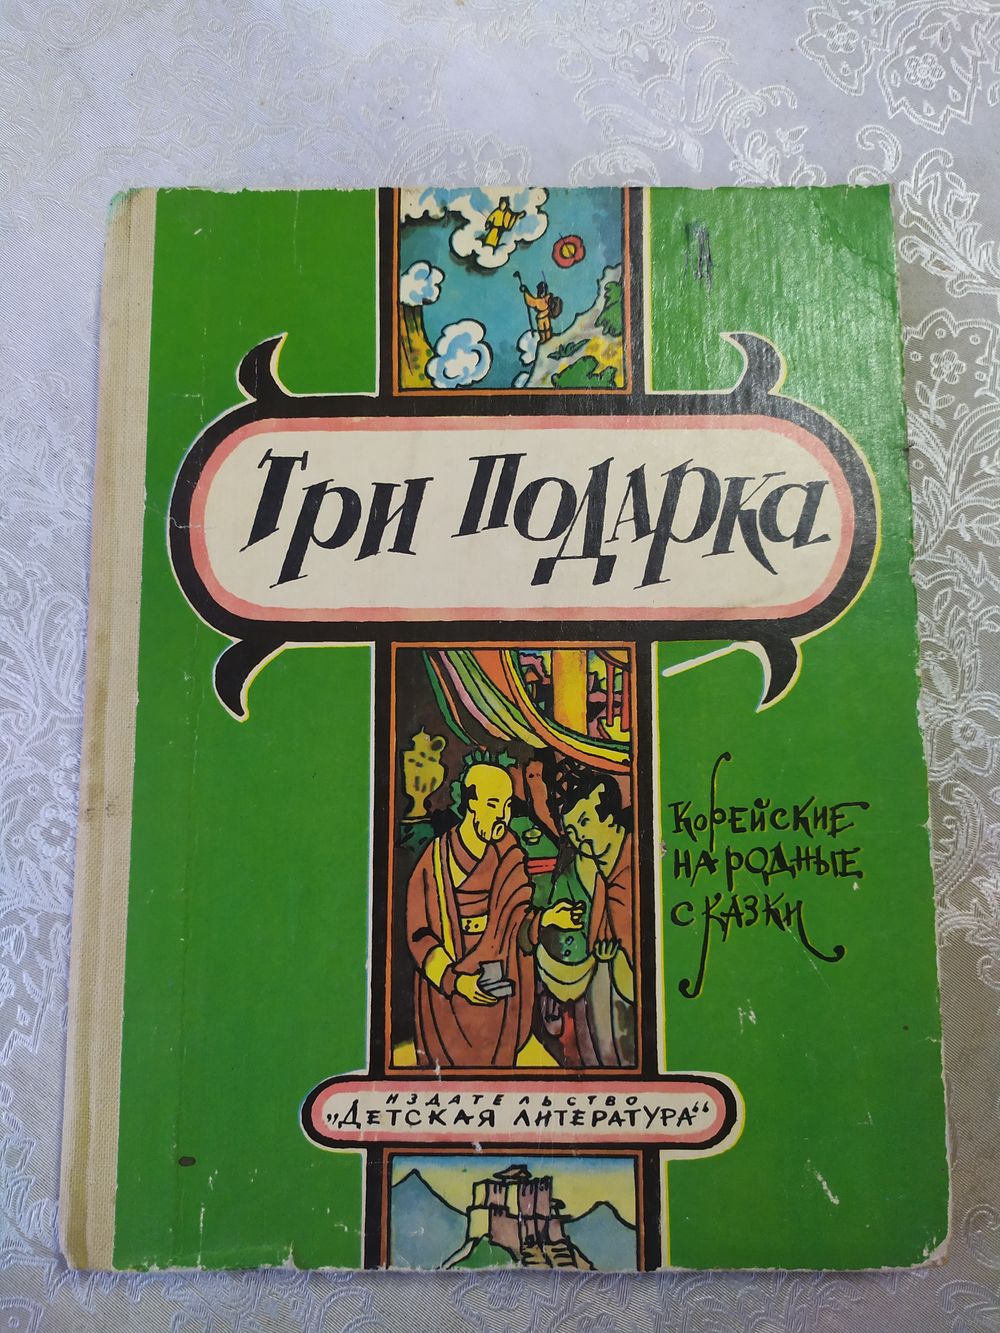 Три подарка
Корейские
народные
сказки
издательство
„Детская литература“